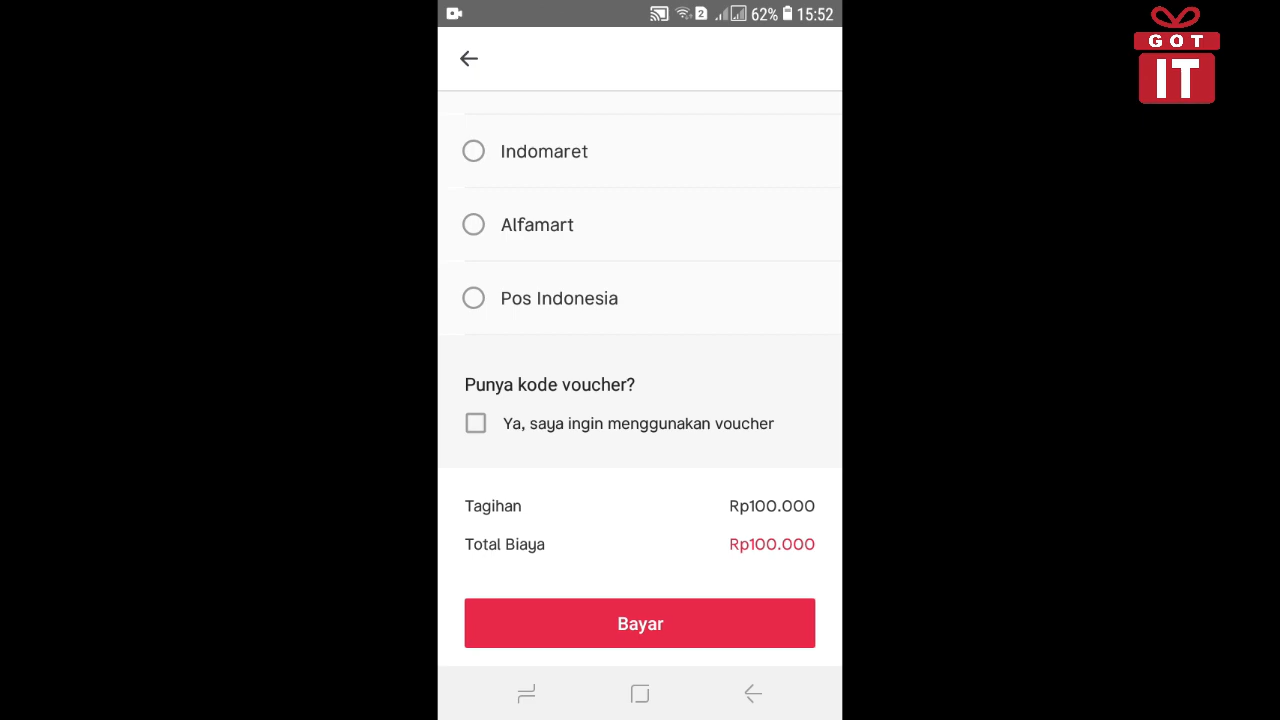 2 62% 15:52
GOT
IT
Indomaret
Alfamart
Pos Indonesia
Punya kode voucher?
Ya, saya ingin menggunakan voucher
Tagihan Rp100.000
Total Biaya Rp100.000
Bayar